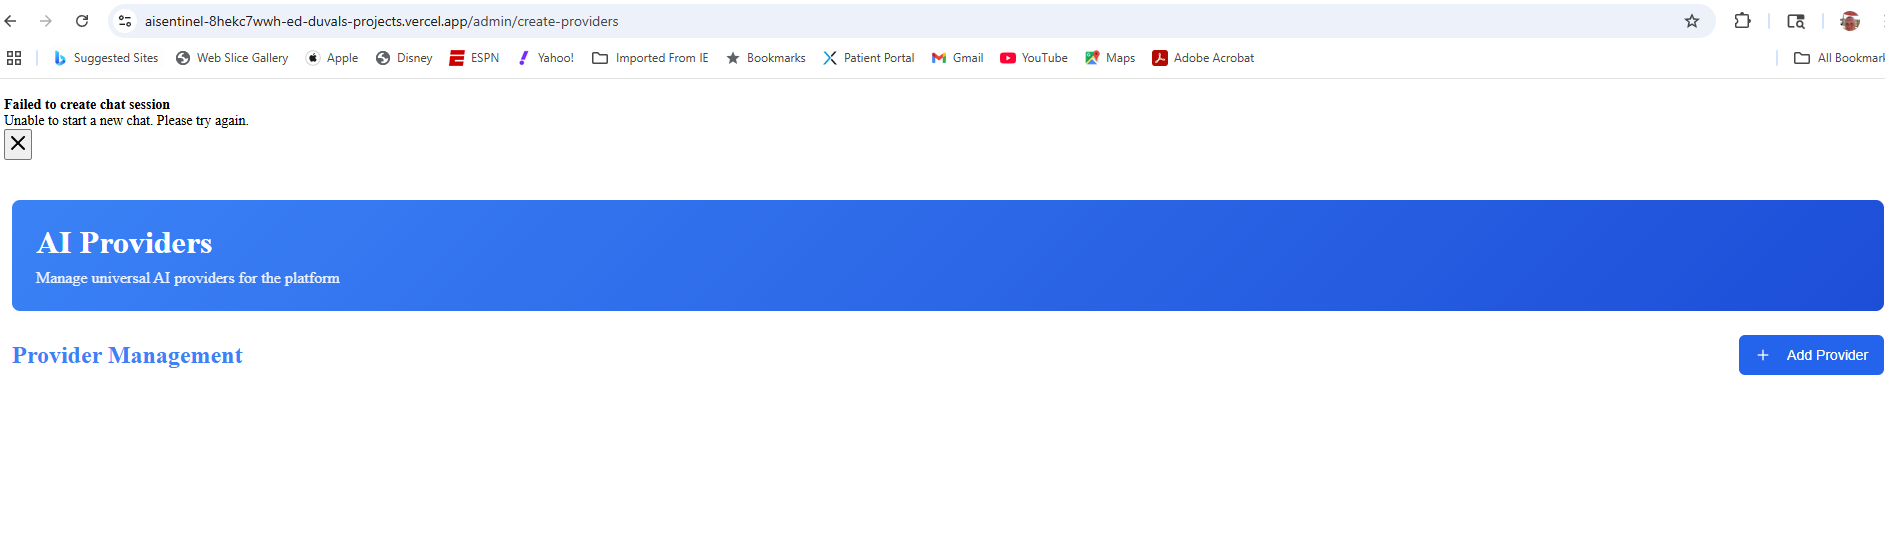 aisentinel-8hekc7wwh-ed-duvals-projects.vercel.app/admin/create-providers
Suggested Sites Web Slice Gallery Apple Disney ESPN Yahoo! Imported From IE Bookmarks Patient Portal Gmail YouTube Maps Adobe Acrobat All Bookmark
Failed to create chat session
Unable to start a new chat. Please try again.
AI Providers
Manage universal AI providers for the platform
Provider Management
+ Add Provider